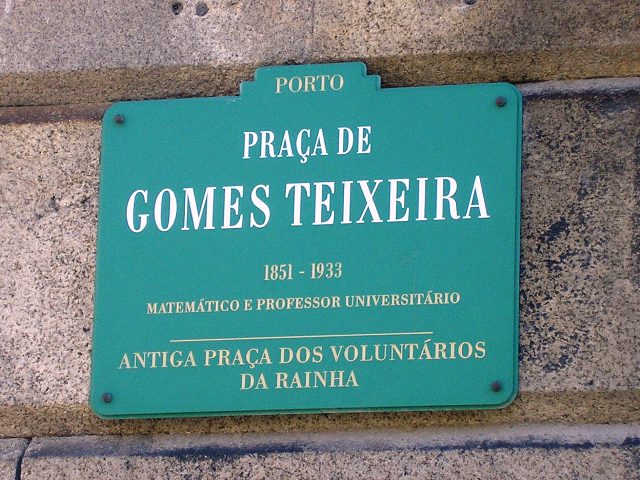 PORTO
PRAÇA DE
GOMES TEIXEIRA
1851 - 1933
MATEMÁTICO E PROFESSOR UNIVERSITÁRIO
ANTIGA PRAÇA DOS VOLUNTÁRIOS
DA RAINHA